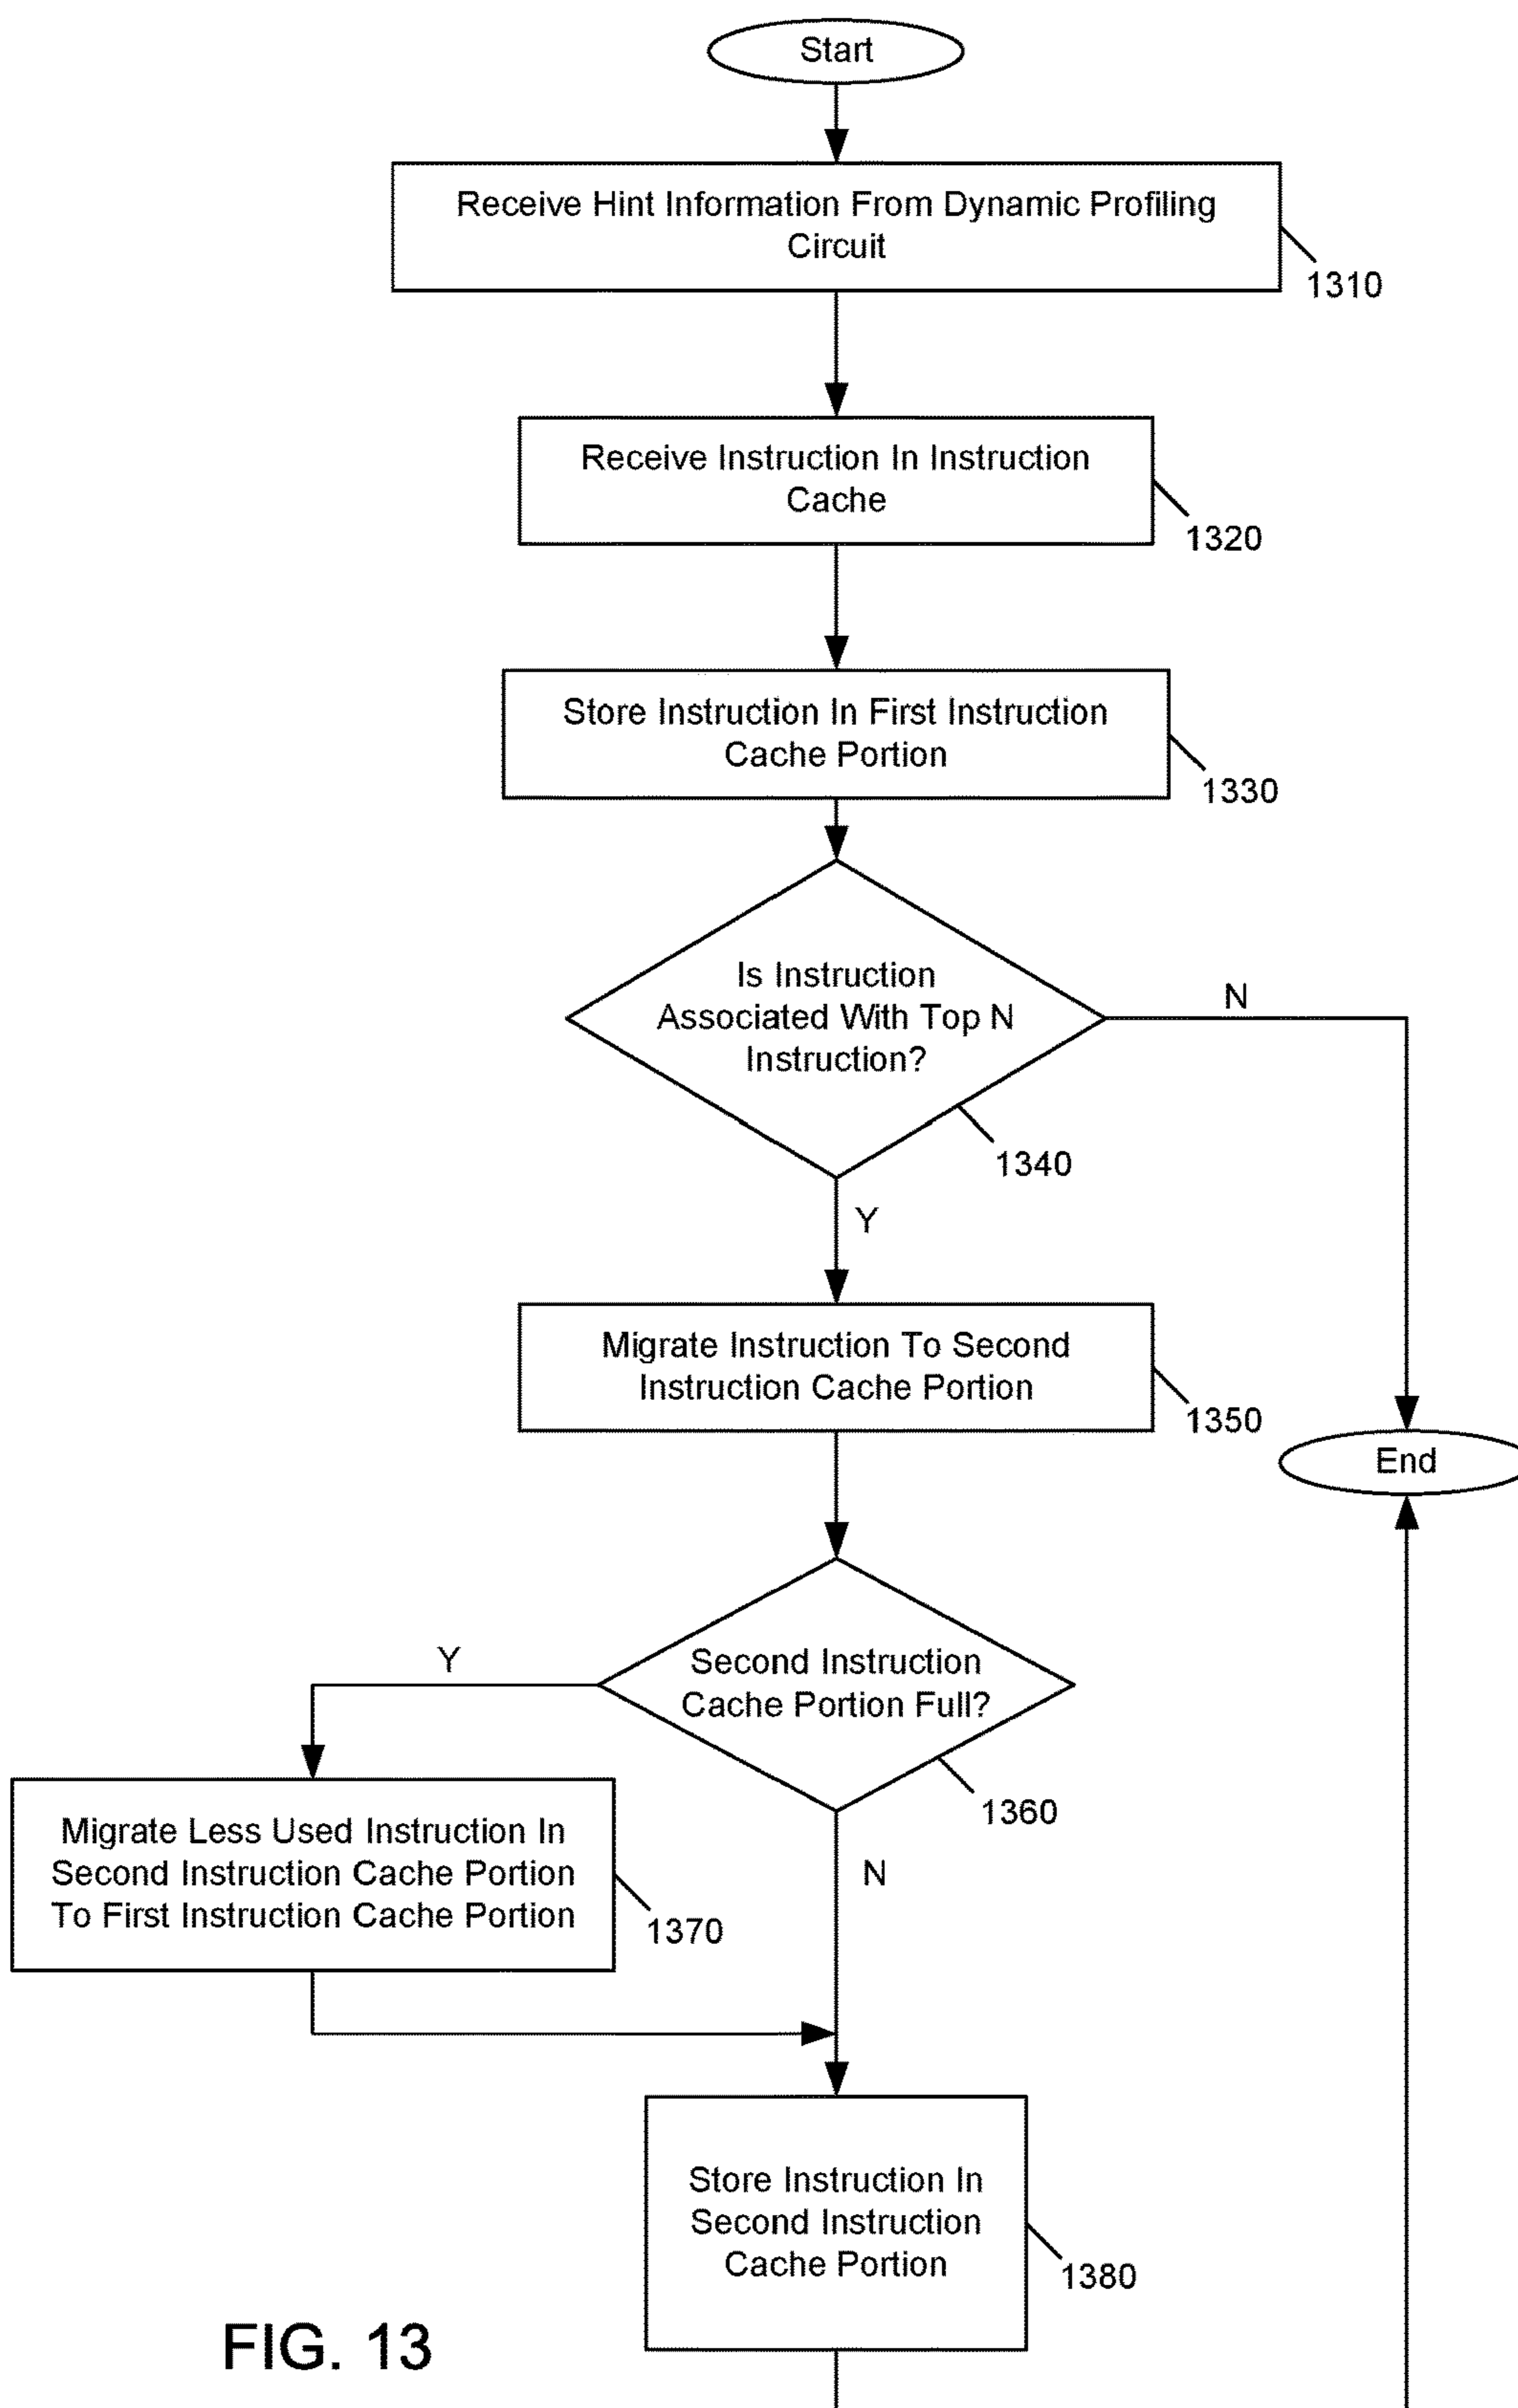 Start
Receive Hint Information From Dynamic Profiling
Circuit
1310
Receive Instruction In Instruction
Cache
1320
Store Instruction In First Instruction
Cache Portion
1330
Is Instruction
Associated With Top N
Instruction?
N
1340
Y
Migrate Instruction To Second
Instruction Cache Portion
1350
End
Second Instruction
Cache Portion Full?
Y
1360
Migrate Less Used Instruction In
Second Instruction Cache Portion
To First Instruction Cache Portion
1370
N
Store Instruction In
Second Instruction
Cache Portion
1380
FIG. 13